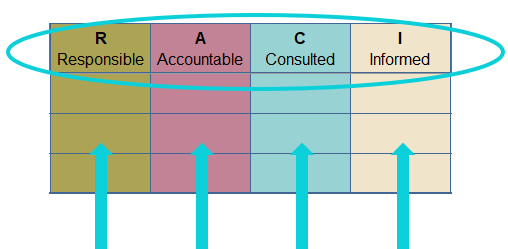 R A C I
Responsible Accountable Consulted Informed